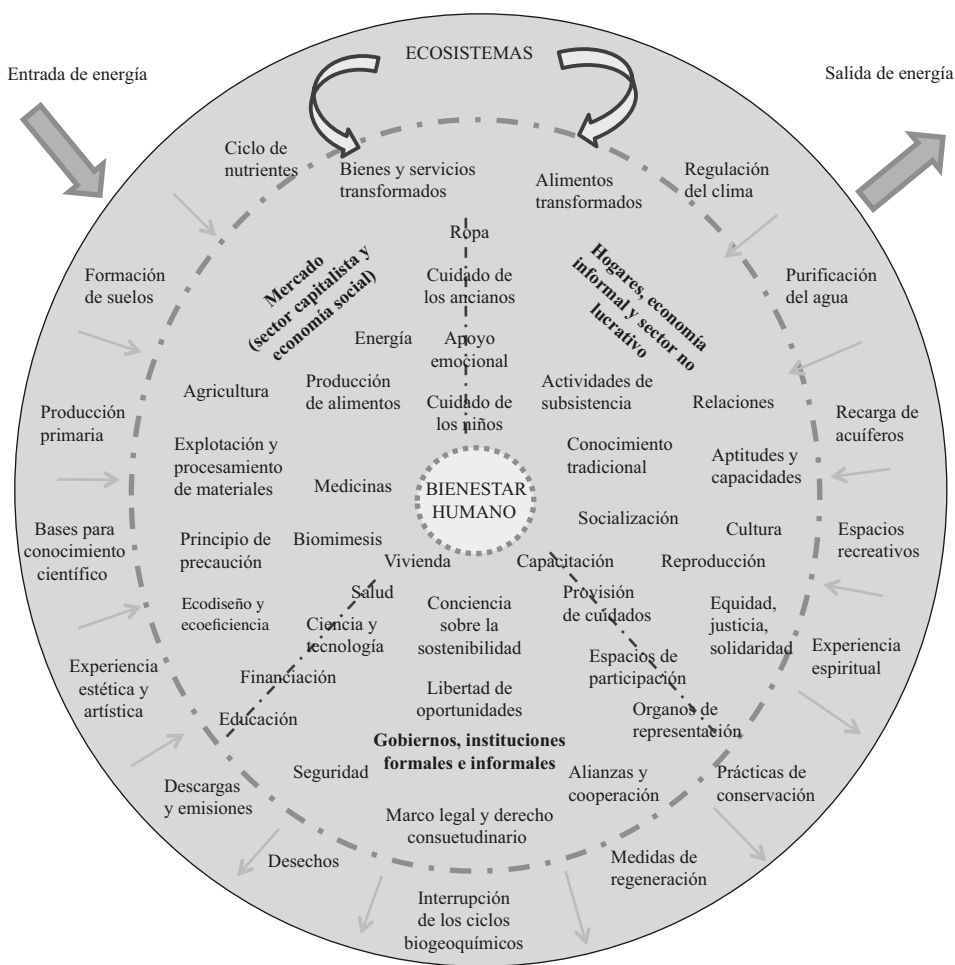 ECOSISTEMAS
Entrada de energía
Salida de energía
Ciclo de
nutrientes
Bienes y servicios
transformados
Alimentos
transformados
Regulación
del clima
Ropa
Mercado
(sector capitalista y
economía social)
Hogares, economía
informal y sector no
lucrativo
Formación
de suelos
Cuidado de
los ancianos
Purificación
del agua
Energía
Apoyo
emocional
Agricultura
Producción
de alimentos
Cuidado de
los niños
Actividades de
subsistencia
Relaciones
Producción
primaria
Recarga de
acuíferos
Explotación y
procesamiento
de materiales
Medicinas
BIENESTAR
HUMANO
Conocimiento
tradicional
Aptitudes y
capacidades
Socialización
Bases para
conocimiento
científico
Principio de
precaución
Biomimesis
Vivienda
Capacitación
Reproducción
Cultura
Espacios
recreativos
Ecodiseño y
ecoeficiencia
Salud
Ciencia y
tecnología
Conciencia
sobre la
sostenibilidad
Provisión
de cuidados
Equidad,
justicia,
solidaridad
Experiencia
espiritual
Experiencia
estética y
artística
Financiación
Libertad de
oportunidades
Espacios de
participación
Educación
Organos de
representación
Gobiernos, instituciones
formales e informales
Descargas
y emisiones
Seguridad
Alianzas y
cooperación
Prácticas de
conservación
Marco legal y derecho
consuetudinario
Desechos
Medidas de
regeneración
Interrupción
de los ciclos
biogeoquímicos